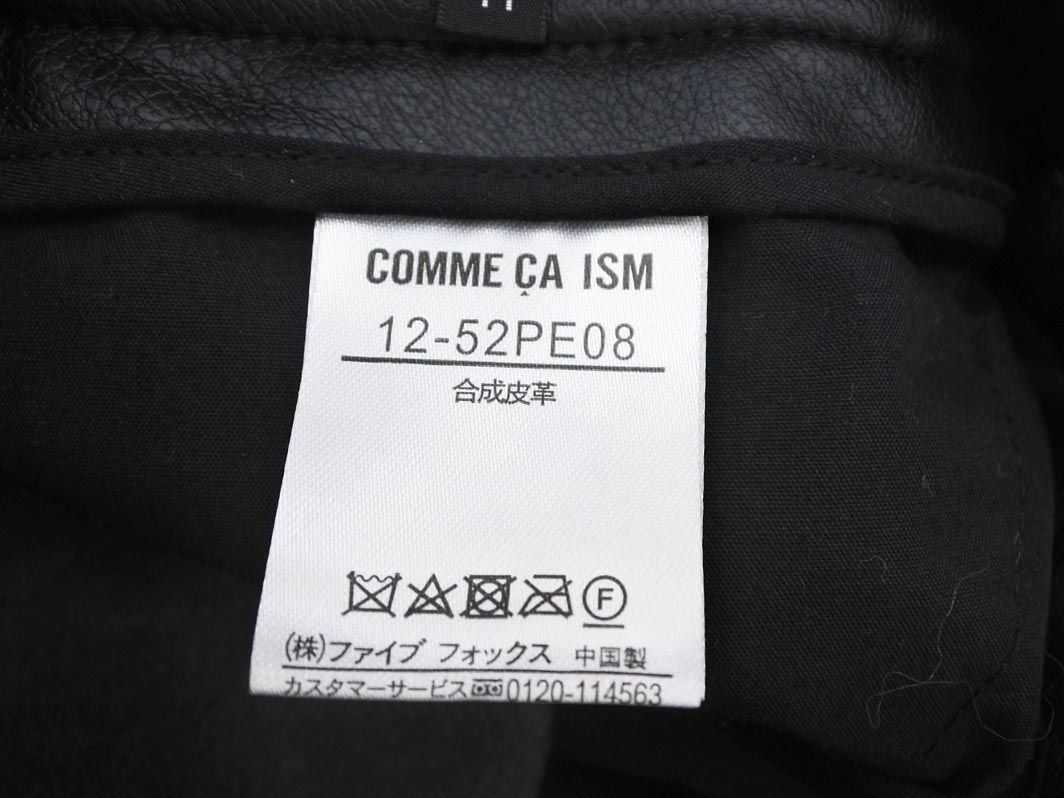 COMME ÇA ISM
12-52PE08
合成皮革
F
(株)ファイブ フォックス 中国製
カスタマーサービス 0120-114563